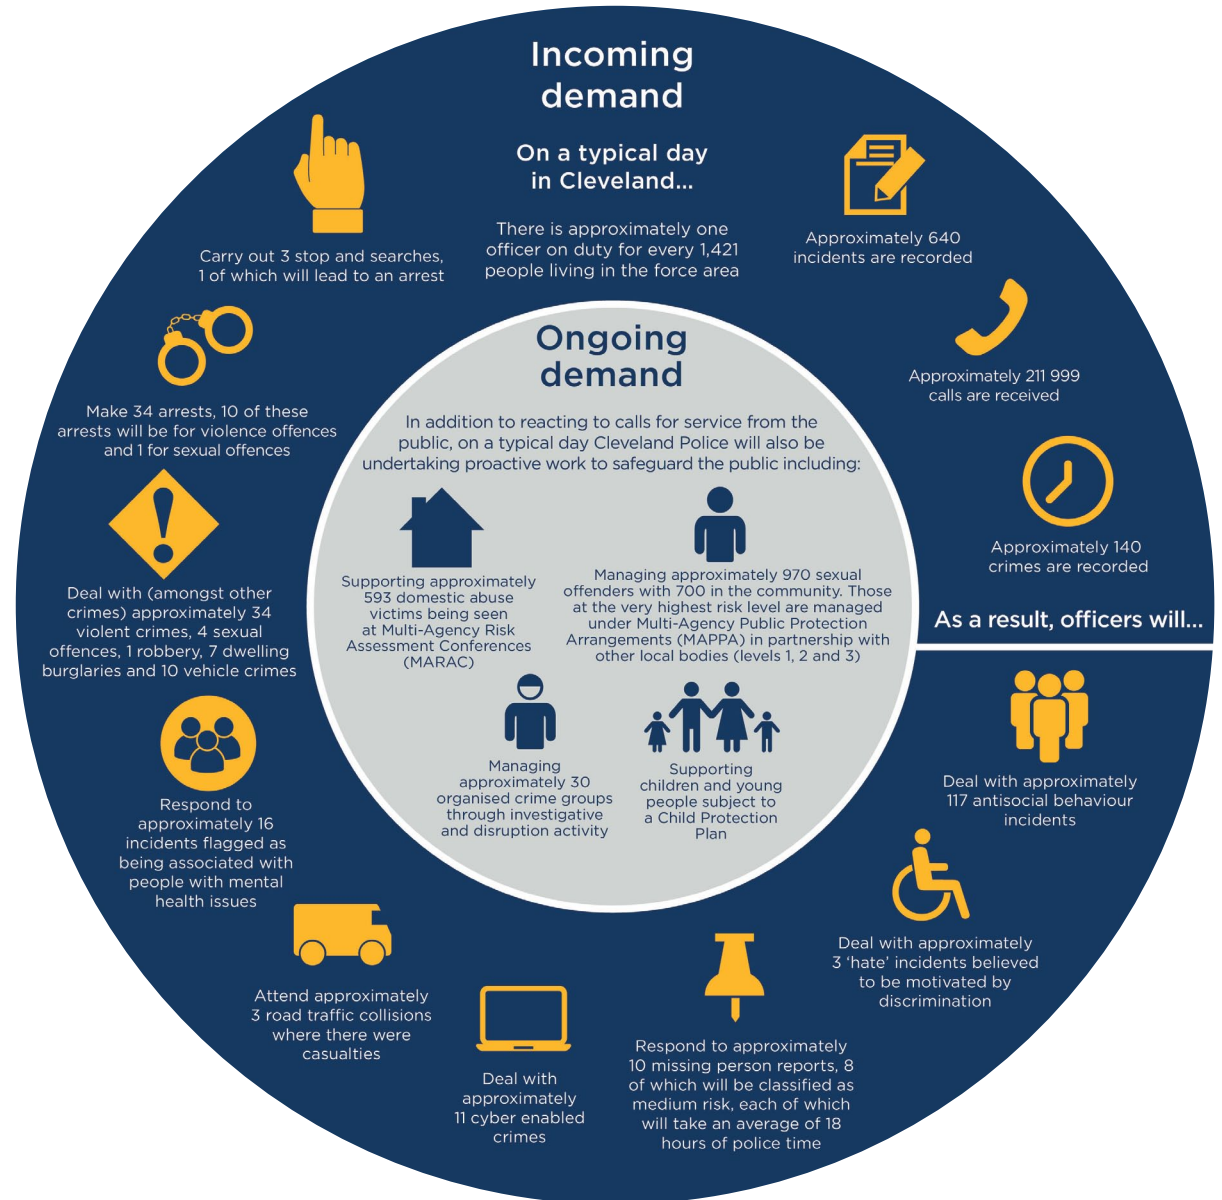 Incoming
demand
On a typical day
in Cleveland...
There is approximately one
officer on duty for every 1,421
people living in the force area
Approximately 640
incidents are recorded
Approximately 211 999
calls are received
Approximately 140
crimes are recorded
As a result, officers will...
Deal with approximately
117 antisocial behaviour
incidents
Deal with approximately
3 ‘hate’ incidents believed
to be motivated by
discrimination
Respond to approximately
10 missing person reports, 8
of which will be classified as
medium risk, each of which
will take an average of 18
hours of police time
Deal with
approximately
11 cyber enabled
crimes
Attend approximately
3 road traffic collisions
where there were
casualties
Respond to
approximately 16
incidents flagged as
being associated with
people with mental
health issues
Deal with (amongst other
crimes) approximately 34
violent crimes, 4 sexual
offences, 1 robbery, 7 dwelling
burglaries and 10 vehicle crimes
Make 34 arrests, 10 of these
arrests will be for violence offences
and 1 for sexual offences
Carry out 3 stop and searches,
1 of which will lead to an arrest
Ongoing
demand
In addition to reacting to calls for service from the
public, on a typical day Cleveland Police will also be
undertaking proactive work to safeguard the public including:
Supporting approximately
593 domestic abuse
victims being seen
at Multi-Agency Risk
Assessment Conferences
(MARAC)
Managing approximately 970 sexual
offenders with 700 in the community. Those
at the very highest risk level are managed
under Multi-Agency Public Protection
Arrangements (MAPPA) in partnership with
other local bodies (levels 1, 2 and 3)
Managing
approximately 30
organised crime groups
through investigative
and disruption activity
Supporting
children and young
people subject to
a Child Protection
Plan